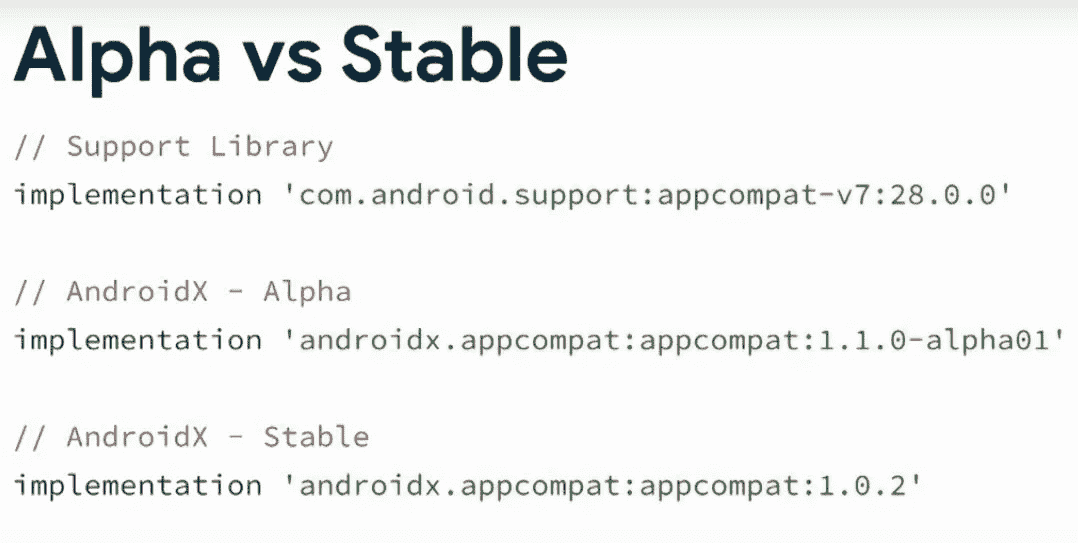 Alpha vs Stable
// Support Library
implementation 'com.android.support:appcompat-v7:28.0.0'
// AndroidX - Alpha
implementation 'androidx.appcompat:appcompat:1.1.0-alpha01'
// AndroidX - Stable
implementation 'androidx.appcompat:appcompat:1.0.2'